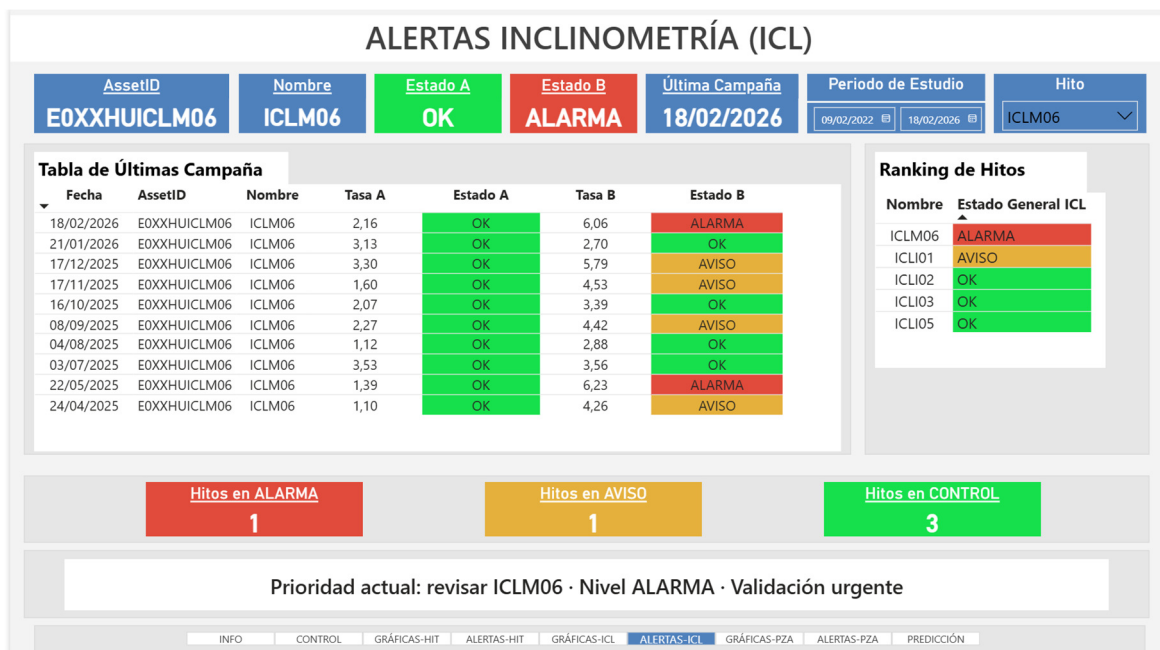 ALERTAS INCLINOMETRÍA (ICL)
AssetID Nombre Estado A Estado B Última Campaña Periodo de Estudio Hito
E0XXHUICLM06 ICLM06 OK ALARMA 18/02/2026 09/02/2022 18/02/2026 ICLM06
Tabla de Últimas Campaña
Fecha AssetID Nombre Tasa A Estado A Tasa B Estado B
18/02/2026 E0XXHUICLM06 ICLM06 2,16 OK 6,06 ALARMA
21/01/2026 E0XXHUICLM06 ICLM06 3,13 OK 2,70 OK
17/12/2025 E0XXHUICLM06 ICLM06 3,30 OK 5,79 AVISO
17/11/2025 E0XXHUICLM06 ICLM06 1,60 OK 4,53 AVISO
16/10/2025 E0XXHUICLM06 ICLM06 2,07 OK 3,39 OK
08/09/2025 E0XXHUICLM06 ICLM06 2,27 OK 4,42 AVISO
04/08/2025 E0XXHUICLM06 ICLM06 1,12 OK 2,88 OK
03/07/2025 E0XXHUICLM06 ICLM06 3,53 OK 3,56 OK
22/05/2025 E0XXHUICLM06 ICLM06 1,39 OK 6,23 ALARMA
24/04/2025 E0XXHUICLM06 ICLM06 1,10 OK 4,26 AVISO
Ranking de Hitos
Nombre Estado General ICL
ICLM06 ALARMA
ICLI01 AVISO
ICLI02 OK
ICLI03 OK
ICLI05 OK
Hitos en ALARMA Hitos en AVISO Hitos en CONTROL
1 1 3
Prioridad actual: revisar ICLM06 · Nivel ALARMA · Validación urgente
INFO CONTROL GRÁFICAS-HIT ALERTAS-HIT GRÁFICAS-ICL ALERTAS-ICL GRÁFICAS-PZA ALERTAS-PZA PREDICCIÓN